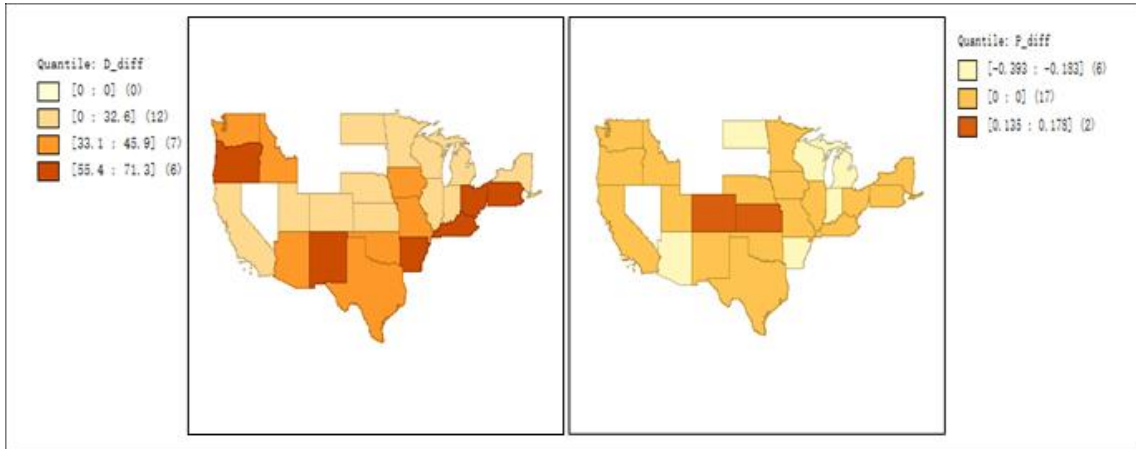 Quantile: D_diff
[0 : 0] (0)
[0 : 32.6] (12)
[33.1 : 45.9] (7)
[55.4 : 71.3] (6)
Quantile: P_diff
[-0.393 : -0.183] (6)
[0 : 0] (17)
[0.135 : 0.178] (2)